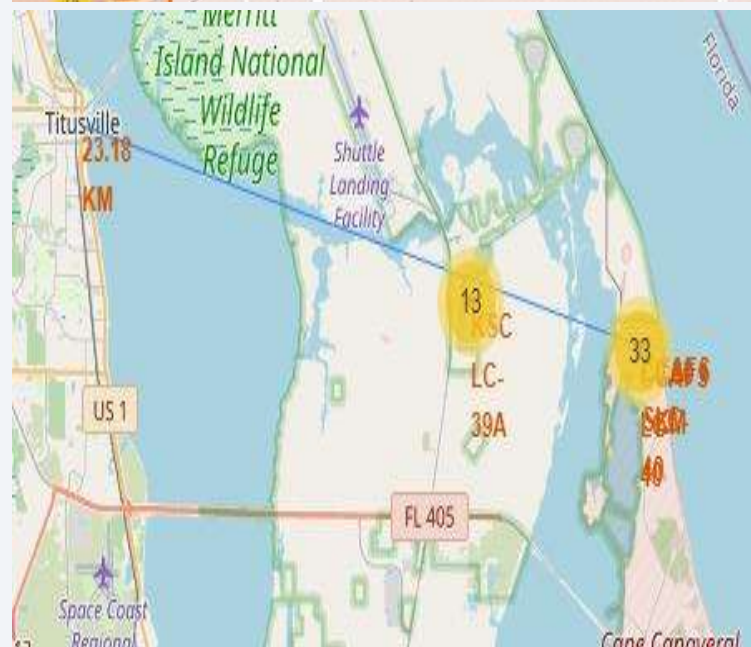 Merritt
Island National
Wildlife
Refuge
Florida
Titusville
23.18
KM
Shuttle
Landing
Facility
13
KSC
LC-
39A
33
US 1
40
FL 405
Space Coast
Regional
Cape Canaveral